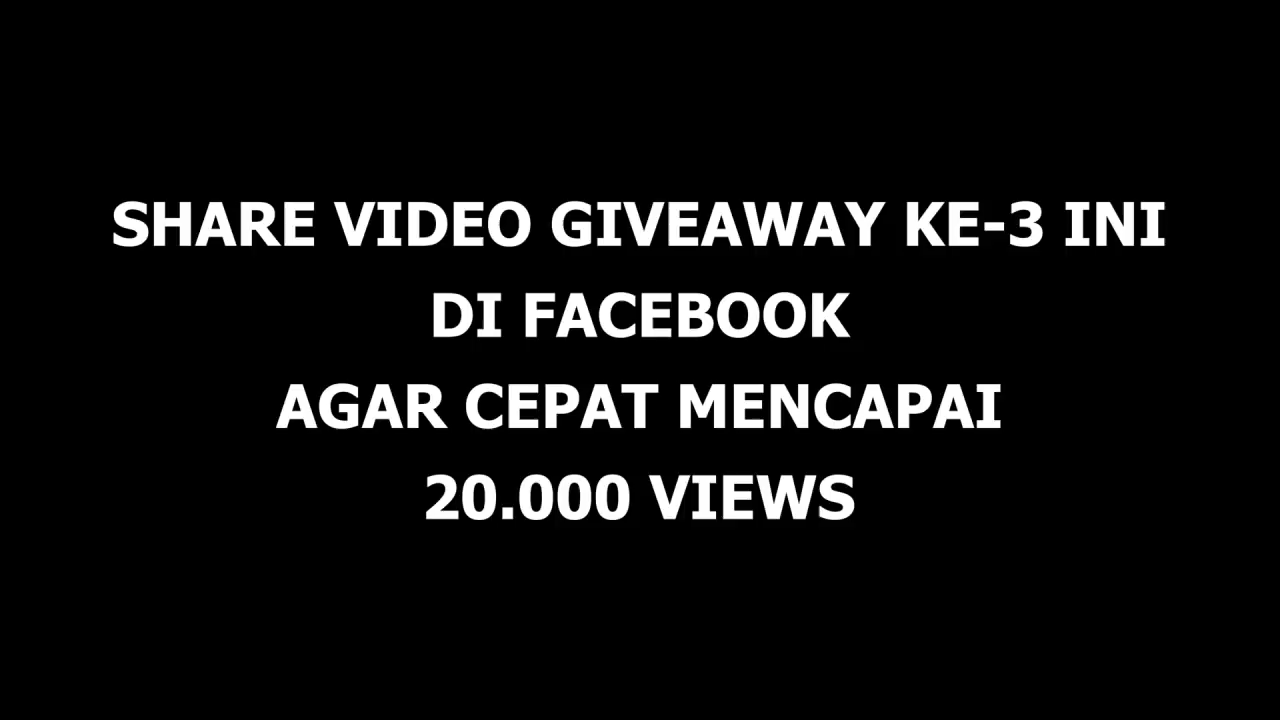 SHARE VIDEO GIVEAWAY KE-3 INI
DI FACEBOOK
AGAR CEPAT MENCAPAI
20.000 VIEWS